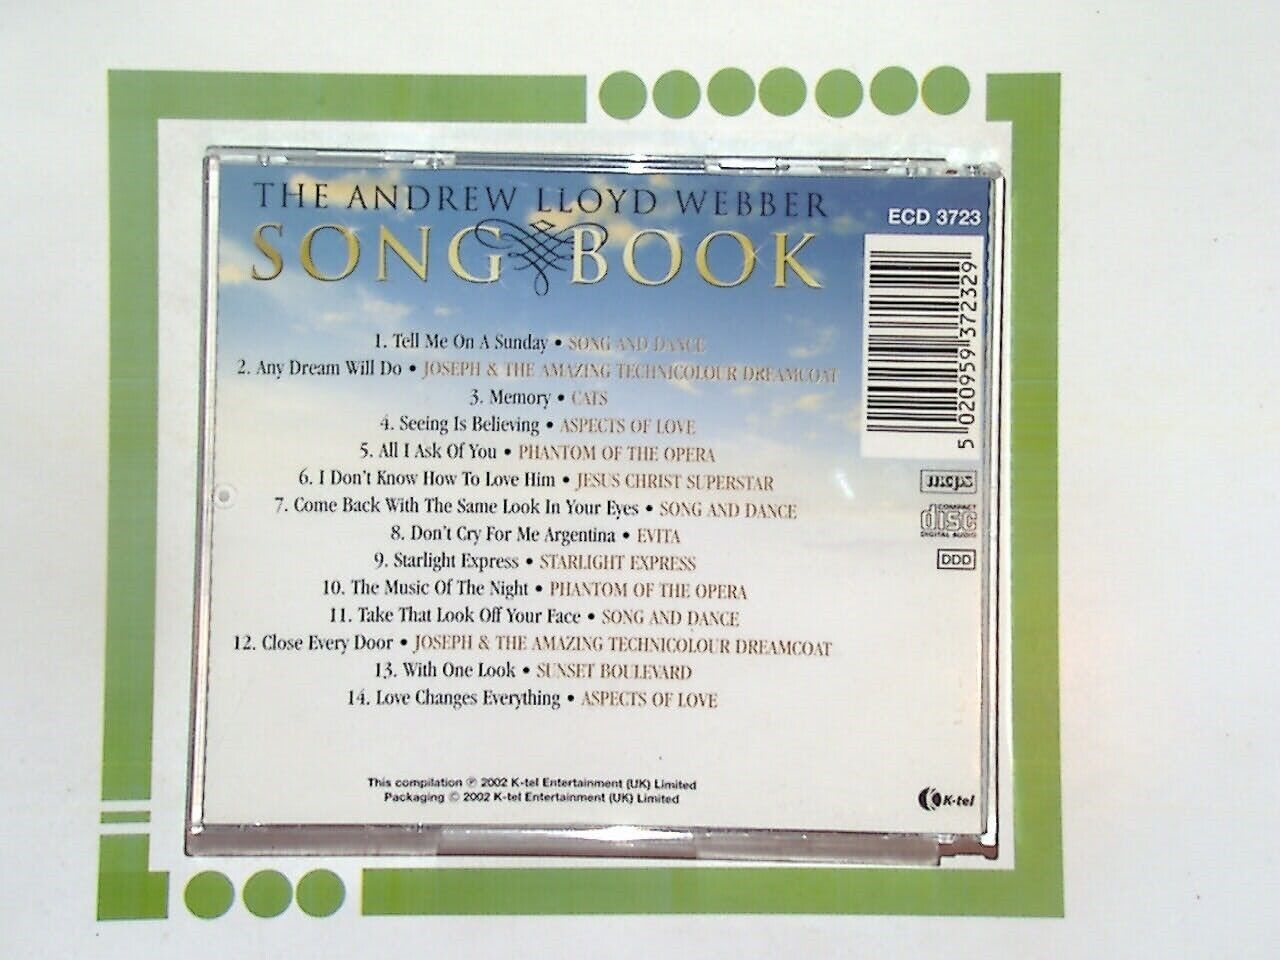 THE ANDREW LLOYD WEBBER
SONG BOOK
ECD 3723
5 020959 372329
1. Tell Me On A Sunday • SONG AND DANCE
2. Any Dream Will Do • JOSEPH & THE AMAZING TECHNICOLOUR DREAMCOAT
3. Memory • CATS
4. Seeing Is Believing • ASPECTS OF LOVE
5. All I Ask Of You • PHANTOM OF THE OPERA
6. I Don't Know How To Love Him • JESUS CHRIST SUPERSTAR
7. Come Back With The Same Look In Your Eyes • SONG AND DANCE
8. Don't Cry For Me Argentina • EVITA
9. Starlight Express • STARLIGHT EXPRESS
10. The Music Of The Night • PHANTOM OF THE OPERA
11. Take That Look Off Your Face • SONG AND DANCE
12. Close Every Door • JOSEPH & THE AMAZING TECHNICOLOUR DREAMCOAT
13. With One Look • SUNSET BOULEVARD
14. Love Changes Everything • ASPECTS OF LOVE
mcps
COMPACT
disc
DIGITAL AUDIO
DDD
This compilation ℗ 2002 K-tel Entertainment (UK) Limited
Packaging © 2002 K-tel Entertainment (UK) Limited
K-tel